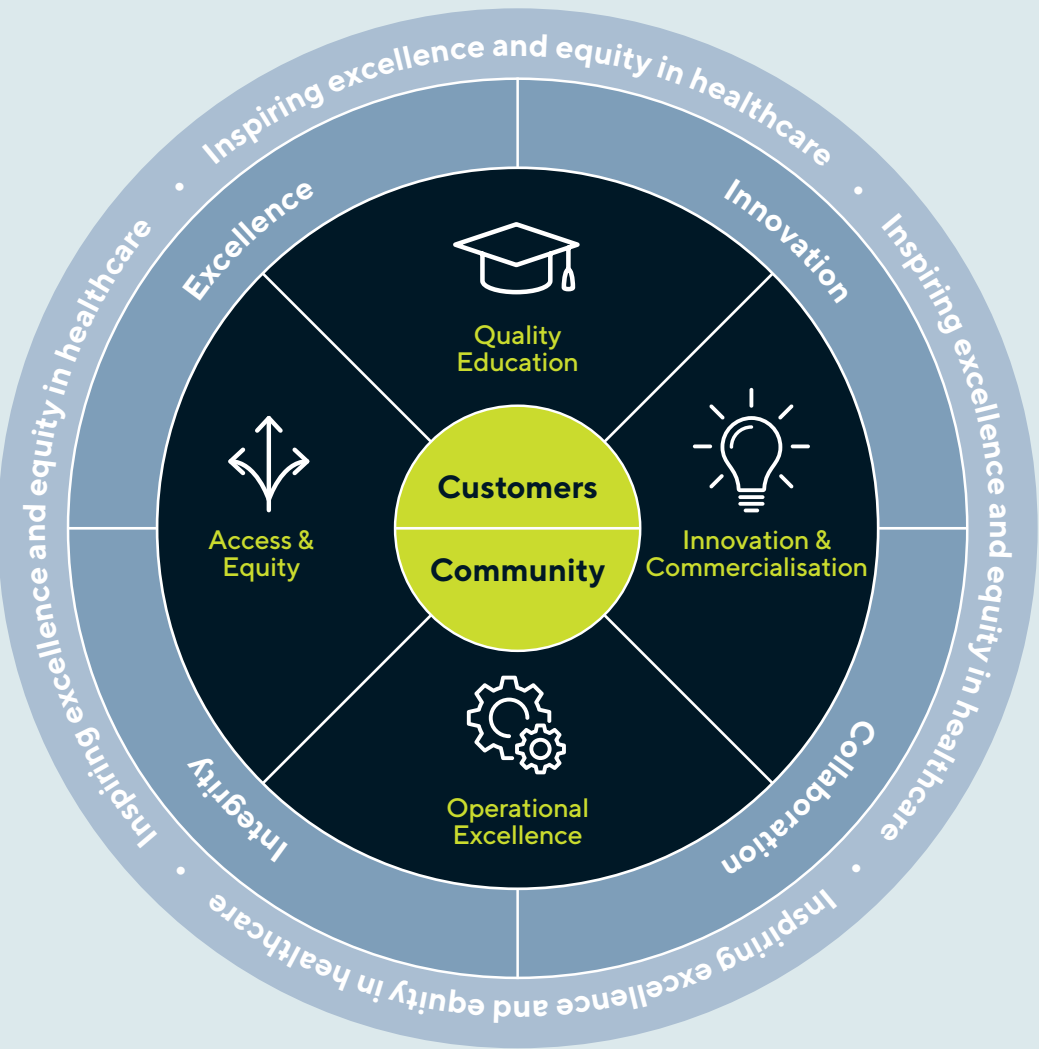 Inspiring excellence and equity in healthcare
•
Inspiring excellence and equity in healthcare
•
Inspiring excellence and equity in healthcare
•
Inspiring excellence and equity in healthcare
•
Excellence
Innovation
Collaboration
Integrity
Quality
Education
Innovation &
Commercialisation
Operational
Excellence
Access &
Equity
Customers
Community